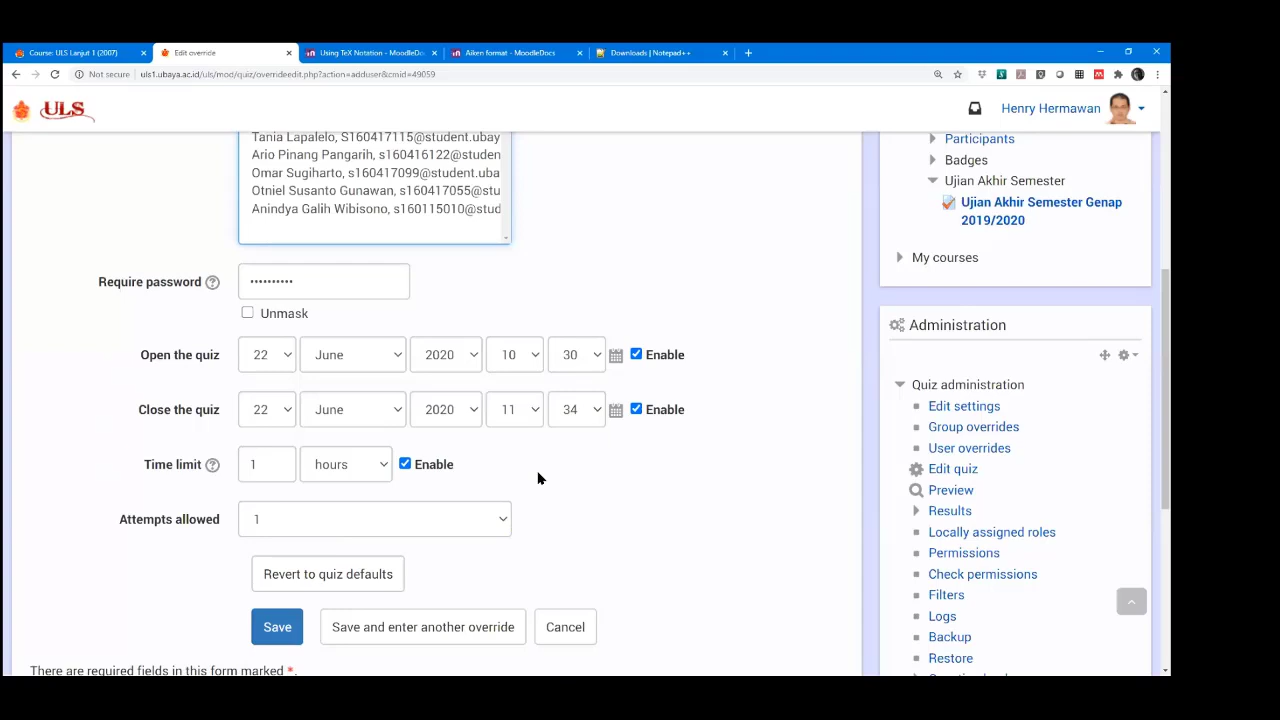 Course: ULS Lanjut 1 (2007)
Edit override
Using TeX Notation - MoodleDoc
Aiken format - MoodleDocs
Downloads | Notepad++
Not secure
uls1.ubaya.ac.id/uls/mod/quiz/overrideedit.php?action=adduser&cmid=49059
ULS
Henry Hermawan
Tania Lapalelo, S160417115@student.ubay
Ario Pinang Pangarih, s160416122@studen
Omar Sugiharto, s160417099@student.uba
Otniel Susanto Gunawan, s160417055@stu
Anindya Galih Wibisono, s160115010@stud
Require password
••••••••••
Unmask
Open the quiz 22 June 2020 10 30 Enable
Close the quiz 22 June 2020 11 34 Enable
Time limit 1 hours Enable
Attempts allowed 1
Revert to quiz defaults
Save Save and enter another override Cancel
There are required fields in this form marked *.
Participants
Badges
Ujian Akhir Semester
Ujian Akhir Semester Genap
2019/2020
My courses
Administration
Quiz administration
Edit settings
Group overrides
User overrides
Edit quiz
Preview
Results
Locally assigned roles
Permissions
Check permissions
Filters
Logs
Backup
Restore